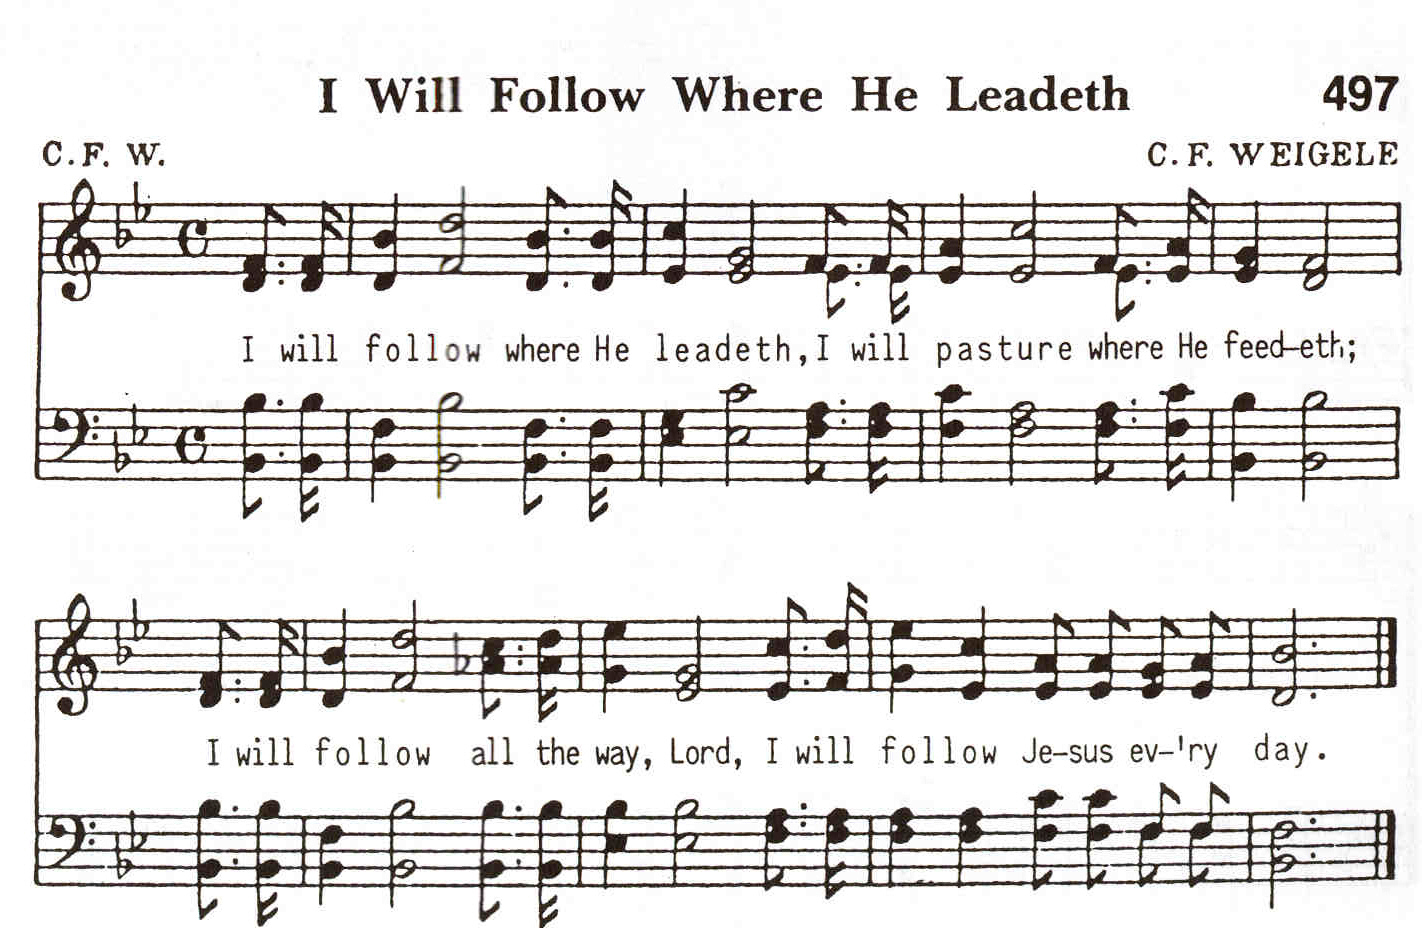 I Will Follow Where He Leadeth 497
C. F. W. C. F. WEIGELE
I will follow where He leadeth, I will pasture where He feed-eth;
I will follow all the way, Lord, I will follow Je-sus ev-'ry day.